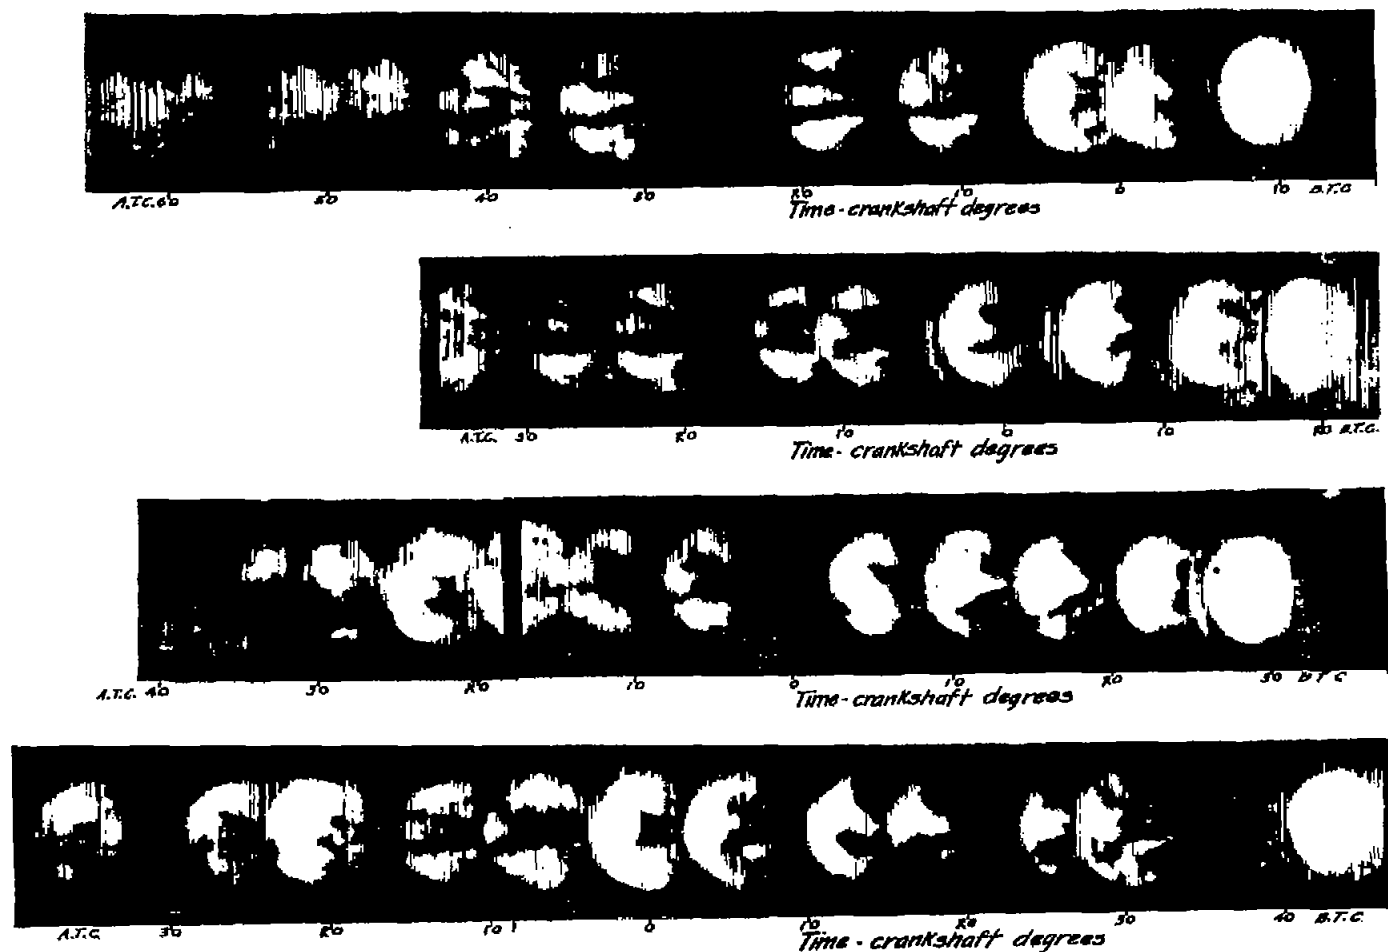 A.T.C. 60 50 40 30 20 10 0 10 B.T.C
Time-crankshaft degrees
A.T.C. 30 20 10 0 10 20 B.T.C.
Time-crankshaft degrees
A.T.C. 40 30 20 10 0 10 20 30 B T C
Time-crankshaft degrees
A.T.C. 30 20 10 0 10 20 30 40 B.T.C.
Time-crankshaft degrees